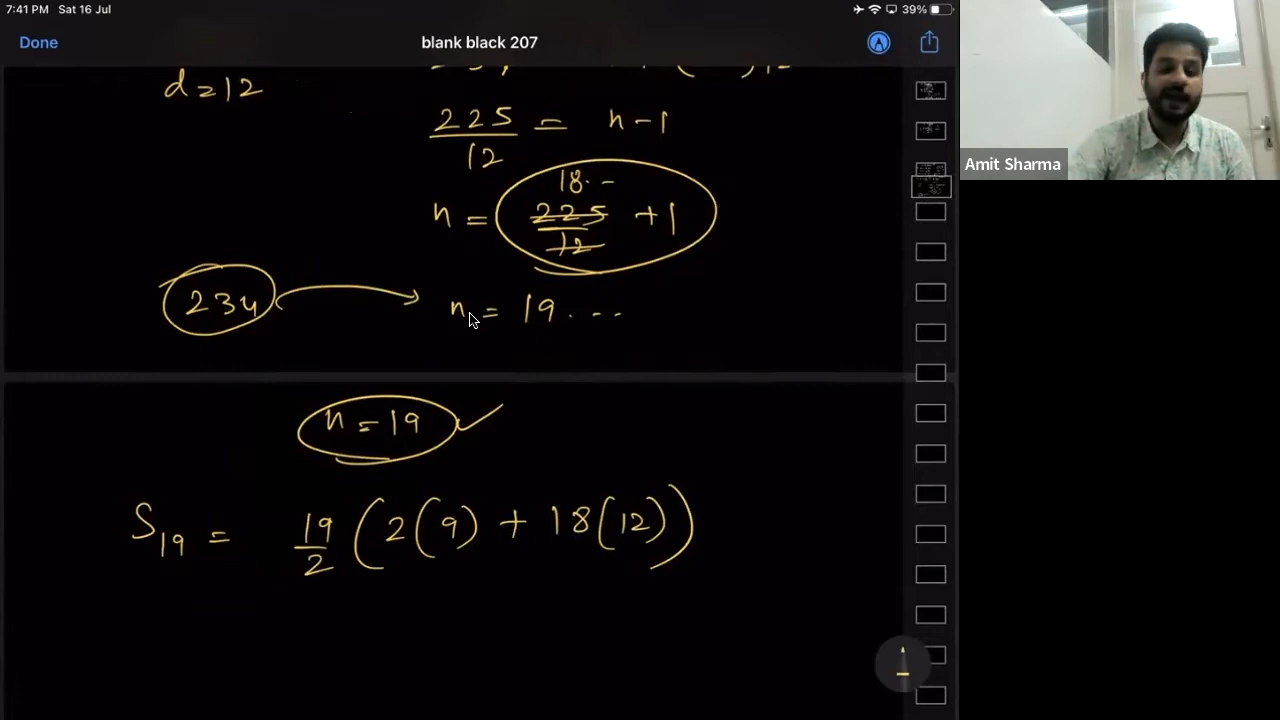 7:41 PM Sat 16 Jul
39%
Done
blank black 207
Amit Sharma
d = 12
225/12 = n - 1
18. -
n = 225/12 + 1
234
n = 19 . ---
n = 19
S19 = 19/2 (2(9) + 18(12))